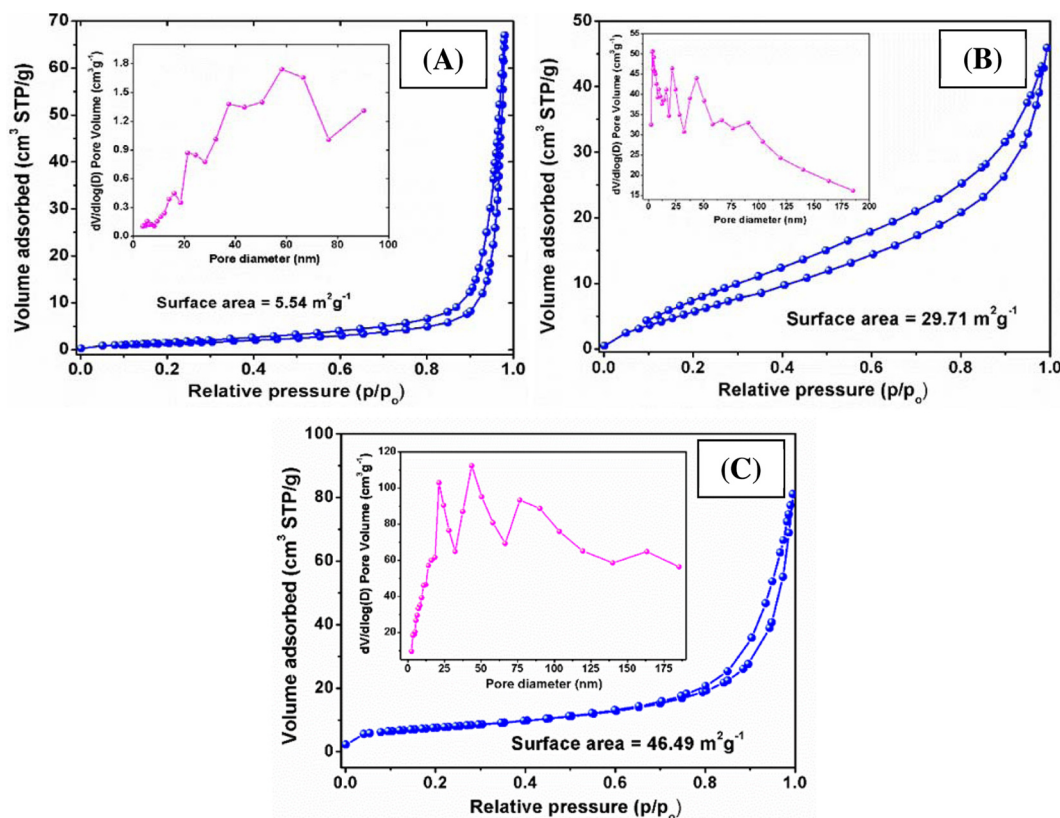 (A)
Volume adsorbed (cm³ STP/g)
70
60
50
40
30
20
10
0
0.0 0.2 0.4 0.6 0.8 1.0
Relative pressure (p/pₒ)
Surface area = 5.54 m²g⁻¹
dV/dlog(D) Pore Volume (cm³g⁻¹)
1.8
1.5
1.2
0.9
0.6
0.3
0.0
0 20 40 60 80 100
Pore diameter (nm)
(B)
Volume adsorbed (cm³ STP/g)
50
40
30
20
10
0
0.0 0.2 0.4 0.6 0.8 1.0
Relative pressure (p/pₒ)
Surface area = 29.71 m²g⁻¹
dV/dlog(D) Pore Volume (cm³g⁻¹)
55
50
45
40
35
30
25
20
15
0 25 50 75 100 125 150 175 200
Pore diameter (nm)
(C)
Volume adsorbed (cm³ STP/g)
100
80
60
40
20
0
0.0 0.2 0.4 0.6 0.8 1.0
Relative pressure (p/pₒ)
Surface area = 46.49 m²g⁻¹
dV/dlog(D) Pore Volume (cm³g⁻¹)
120
100
80
60
40
20
0 25 50 75 100 125 150 175
Pore diameter (nm)